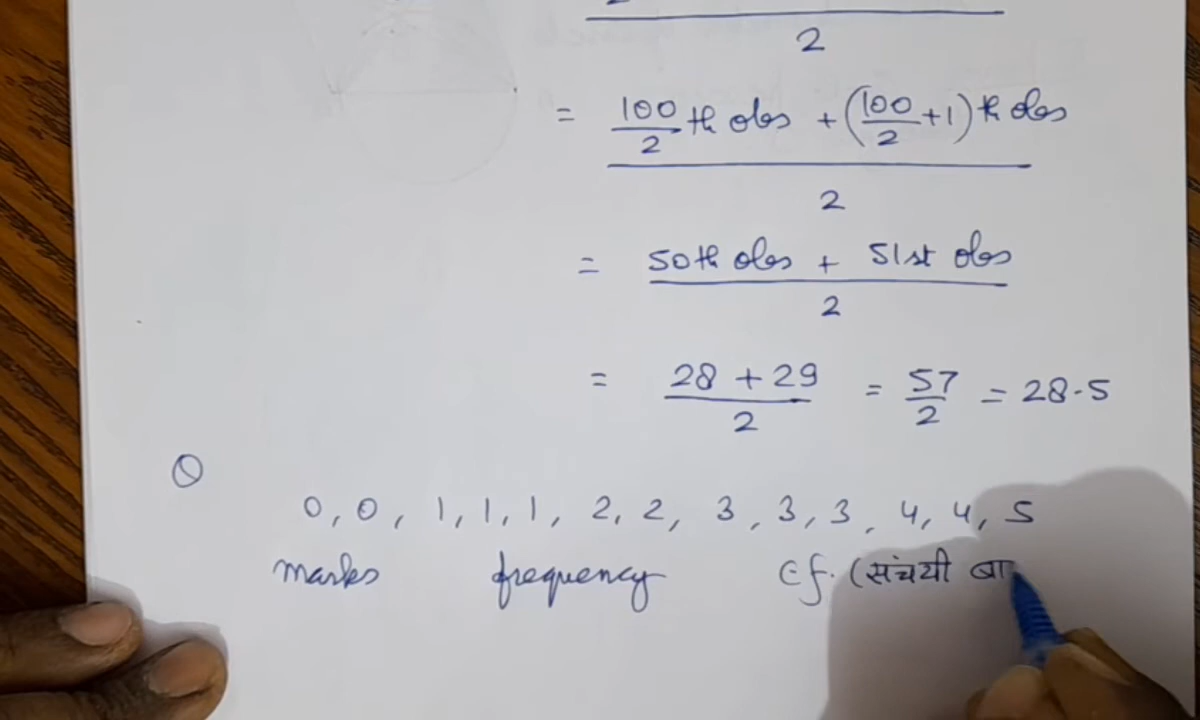 2
= 100/2 th obs + (100/2 + 1) th obs
2
= 50th obs + 51st obs
2
= 28 + 29 / 2 = 57/2 = 28.5
Q
0, 0, 1, 1, 1, 2, 2, 3, 3, 3, 4, 4, 5
marks frequency cf. (संचयी बा